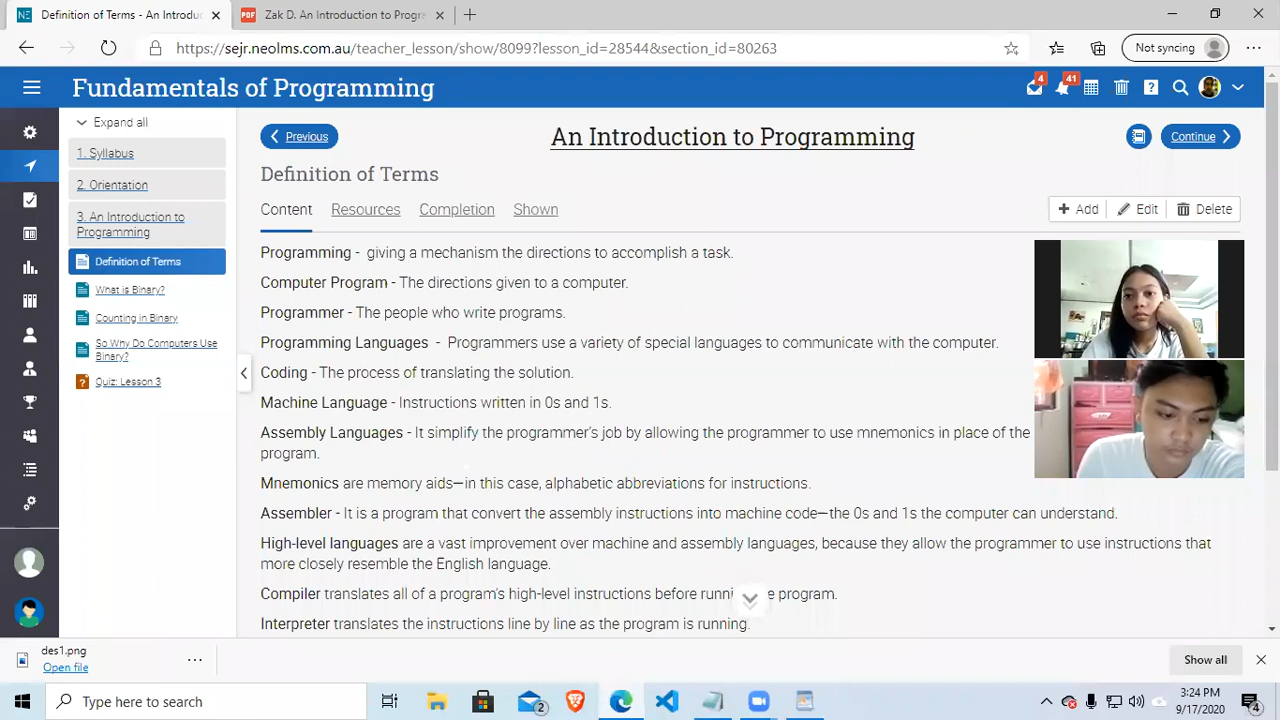 Definition of Terms - An Introduc
Zak D. An Introduction to Progra
https://sejr.neolms.com.au/teacher_lesson/show/8099?lesson_id=28544&section_id=80263
Not syncing
Fundamentals of Programming
4
41
Expand all
1. Syllabus
2. Orientation
3. An Introduction to
Programming
Definition of Terms
What is Binary?
Counting in Binary
So Why Do Computers Use
Binary?
Quiz: Lesson 3
Previous
An Introduction to Programming
Continue
Definition of Terms
Content
Resources
Completion
Shown
Add
Edit
Delete
Programming - giving a mechanism the directions to accomplish a task.
Computer Program - The directions given to a computer.
Programmer - The people who write programs.
Programming Languages - Programmers use a variety of special languages to communicate with the computer.
Coding - The process of translating the solution.
Machine Language - Instructions written in 0s and 1s.
Assembly Languages - It simplify the programmer's job by allowing the programmer to use mnemonics in place of the
program.
Mnemonics are memory aids—in this case, alphabetic abbreviations for instructions.
Assembler - It is a program that convert the assembly instructions into machine code—the 0s and 1s the computer can understand.
High-level languages are a vast improvement over machine and assembly languages, because they allow the programmer to use instructions that
more closely resemble the English language.
Compiler translates all of a program's high-level instructions before runni e program.
Interpreter translates the instructions line by line as the program is running.
des1.png
Open file
Show all
Type here to search
2
3:24 PM
9/17/2020
4